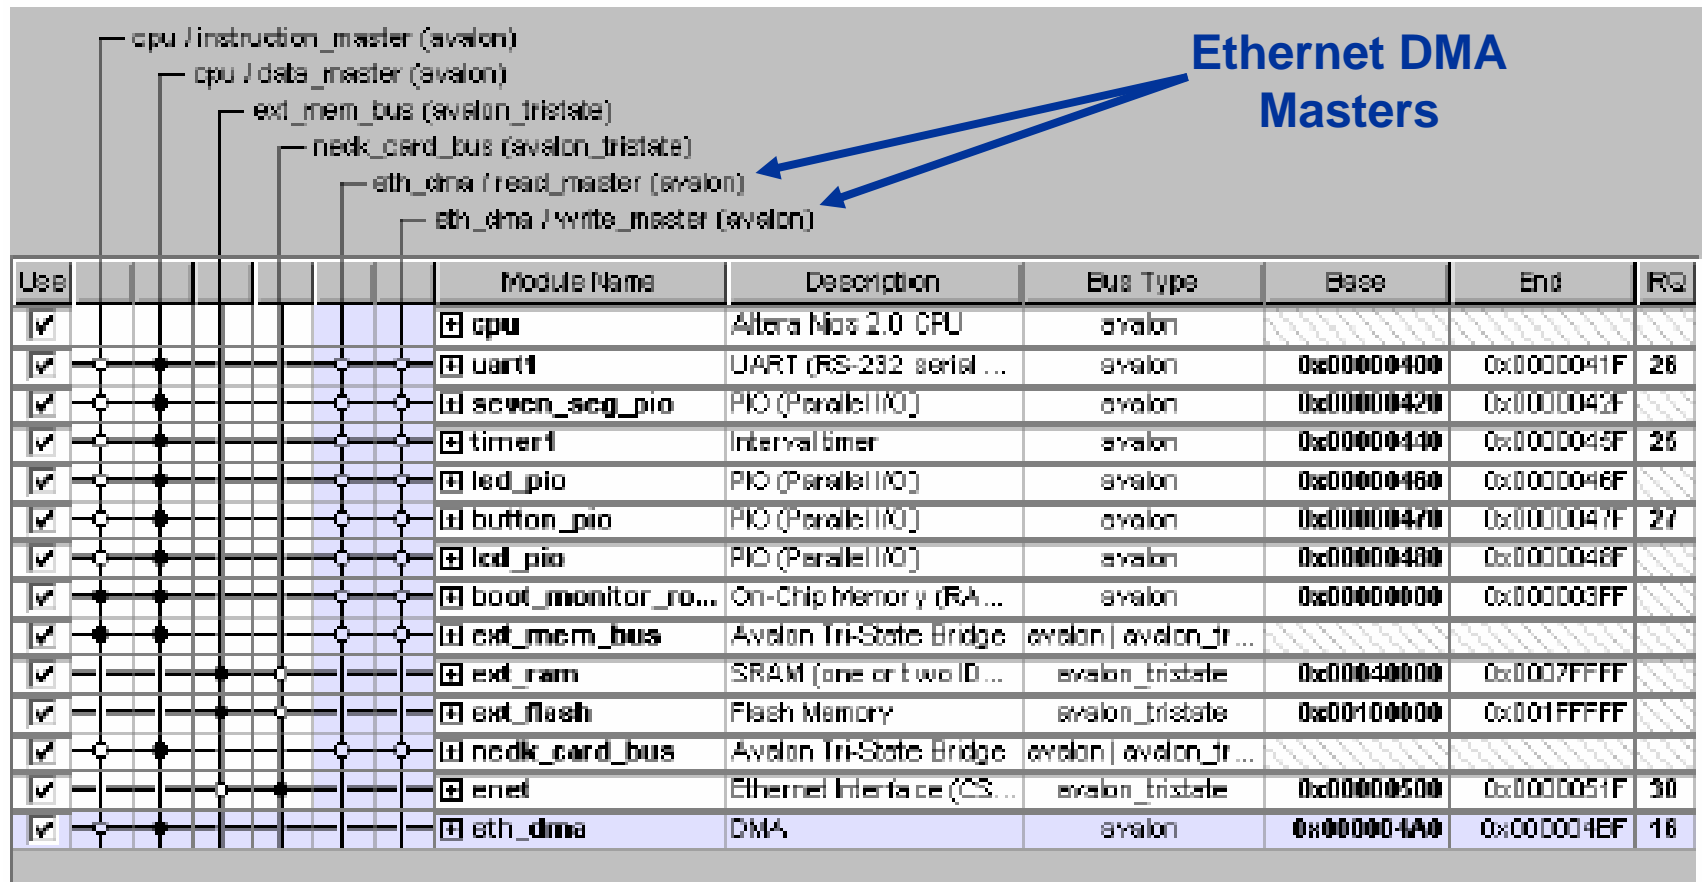 cpu / instruction_master (avalon)
cpu / data_master (avalon)
ext_mem_bus (avalon_tristate)
nedk_card_bus (avalon_tristate)
eth_dma / read_master (avalon)
eth_dma / write_master (avalon)
Ethernet DMA
Masters
Use Module Name Description Bus Type Base End IRQ
cpu Altera Nios 2.0 CPU avalon
uart1 UART (RS-232 serial ... avalon 0x00000400 0x0000041F 26
seven_seg_pio PIO (Parallel I/O) avalon 0x00000420 0x0000042F
timer1 Interval timer avalon 0x00000440 0x0000045F 25
led_pio PIO (Parallel I/O) avalon 0x00000460 0x0000046F
button_pio PIO (Parallel I/O) avalon 0x00000470 0x0000047F 27
lcd_pio PIO (Parallel I/O) avalon 0x00000480 0x0000048F
boot_monitor_ro... On-Chip Memory (RA... avalon 0x00000000 0x000003FF
ext_mem_bus Avalon Tri-State Bridge avalon | avalon_tr...
ext_ram SRAM (one or two ID... avalon_tristate 0x00040000 0x0007FFFF
ext_flash Flash Memory avalon_tristate 0x00100000 0x001FFFFF
nedk_card_bus Avalon Tri-State Bridge avalon | avalon_tr...
enet Ethernet Interface (CS... avalon_tristate 0x00000500 0x0000051F 30
eth_dma DMA avalon 0x000004A0 0x000004BF 16